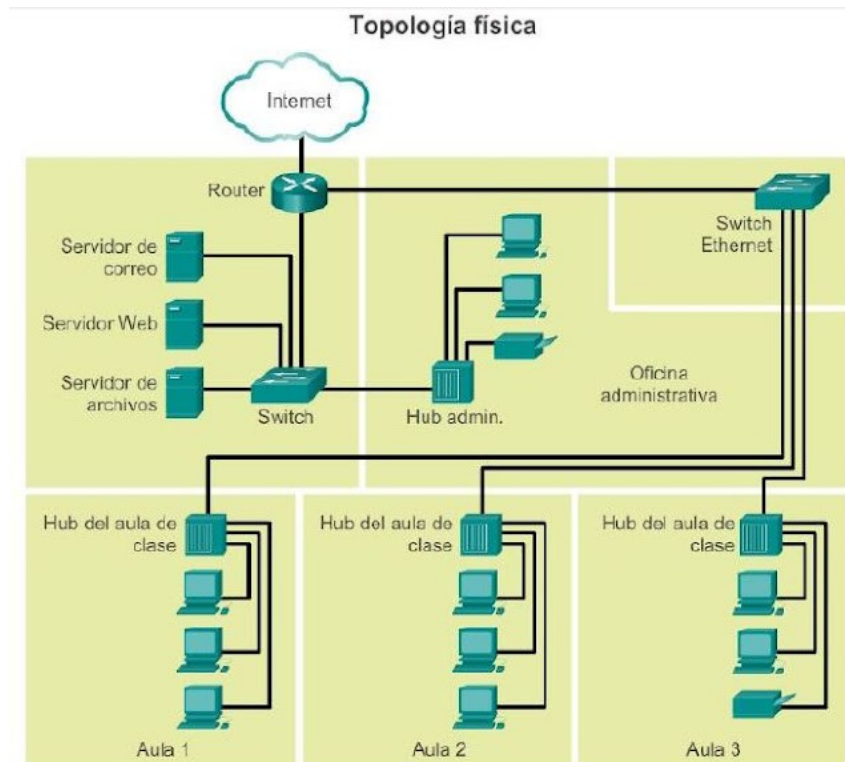 Topología física
Internet
Router
Switch
Ethernet
Servidor de
correo
Servidor Web
Servidor de
archivos
Switch
Hub admin.
Oficina
administrativa
Hub del aula de
clase
Hub del aula de
clase
Hub del aula de
clase
Aula 1
Aula 2
Aula 3